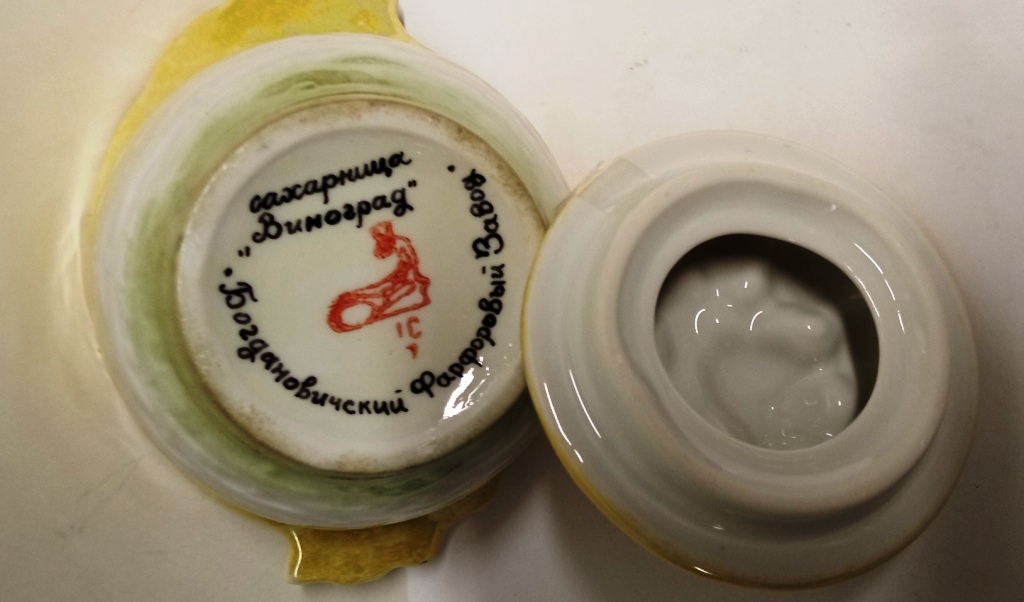 сахарница
"Виноград"
1С
Богдановичский Фарфоровый Завод.